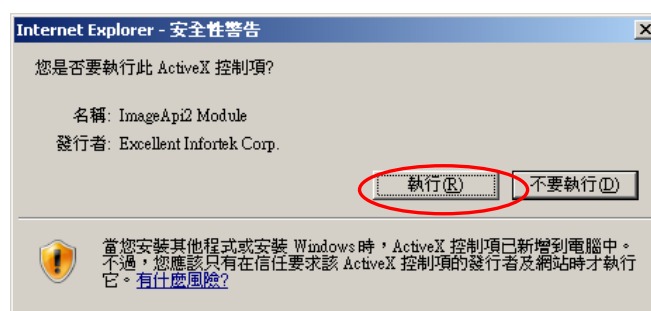 Internet Explorer - 安全性警告
您是否要執行此 ActiveX 控制項?
名稱: ImageApi2 Module
發行者: Excellent Infortek Corp.
執行(R) 不要執行(D)
當您安裝其他程式或安裝 Windows 時，ActiveX 控制項已新增到電腦中。
不過，您應該只有在信任要求該 ActiveX 控制項的發行者及網站時才執行
它。有什麼風險?